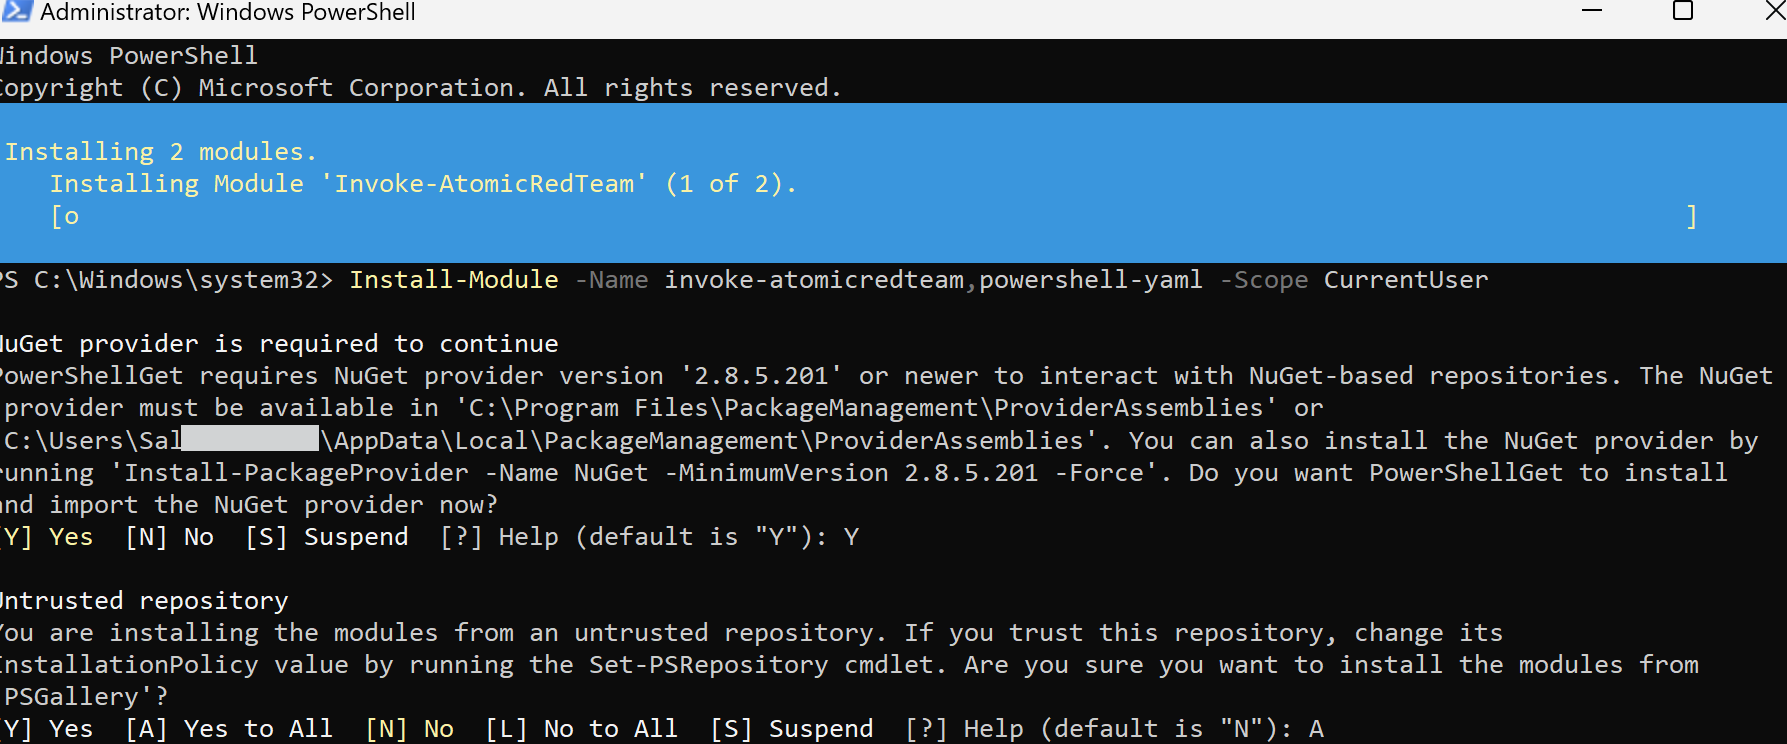 Administrator: Windows PowerShell
Windows PowerShell
Copyright (C) Microsoft Corporation. All rights reserved.
Installing 2 modules.
Installing Module 'Invoke-AtomicRedTeam' (1 of 2).
[o ]
PS C:\Windows\system32> Install-Module -Name invoke-atomicredteam,powershell-yaml -Scope CurrentUser
NuGet provider is required to continue
PowerShellGet requires NuGet provider version '2.8.5.201' or newer to interact with NuGet-based repositories. The NuGet
provider must be available in 'C:\Program Files\PackageManagement\ProviderAssemblies' or
C:\Users\Sal \AppData\Local\PackageManagement\ProviderAssemblies'. You can also install the NuGet provider by
running 'Install-PackageProvider -Name NuGet -MinimumVersion 2.8.5.201 -Force'. Do you want PowerShellGet to install
and import the NuGet provider now?
[Y] Yes [N] No [S] Suspend [?] Help (default is "Y"): Y
Untrusted repository
You are installing the modules from an untrusted repository. If you trust this repository, change its
InstallationPolicy value by running the Set-PSRepository cmdlet. Are you sure you want to install the modules from
PSGallery'?
[Y] Yes [A] Yes to All [N] No [L] No to All [S] Suspend [?] Help (default is "N"): A